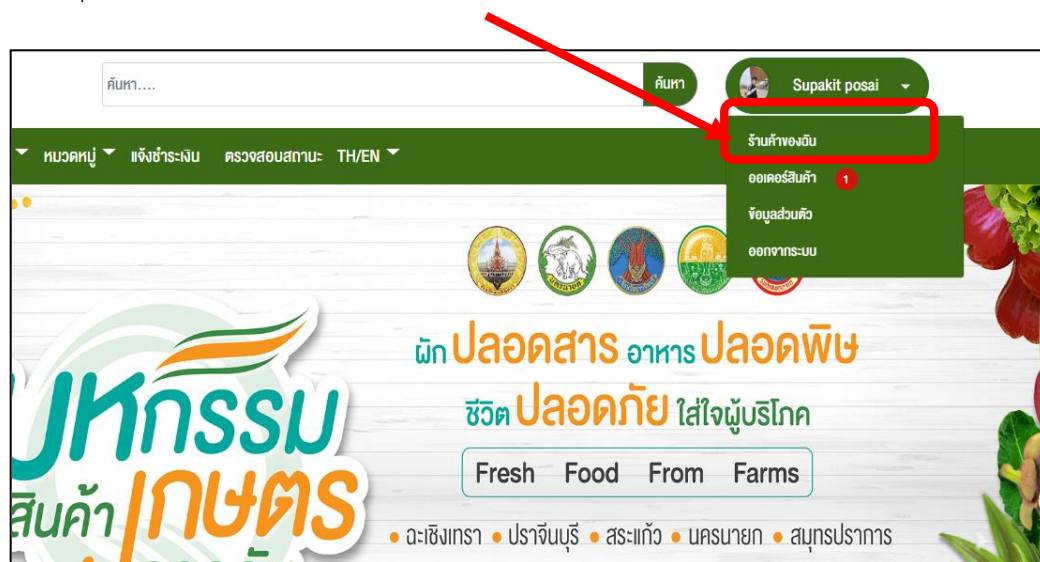 ค้นหา....
ค้นหา
Supakit posai
หมวดหมู่ แจ้งชำระเงิน ตรวจสอบสถานะ TH/EN
ร้านค้าของฉัน
ออเดอร์สินค้า 1
ข้อมูลส่วนตัว
ออกจากระบบ
ผัก ปลอดสาร อาหาร ปลอดพิษ
ชีวิต ปลอดภัย ใส่ใจผู้บริโภค
Fresh Food From Farms
• ฉะเชิงเทรา • ปราจีนบุรี • สระแก้ว • นครนายก • สมุทรปราการ
มหกรรม
สินค้า เกษตร